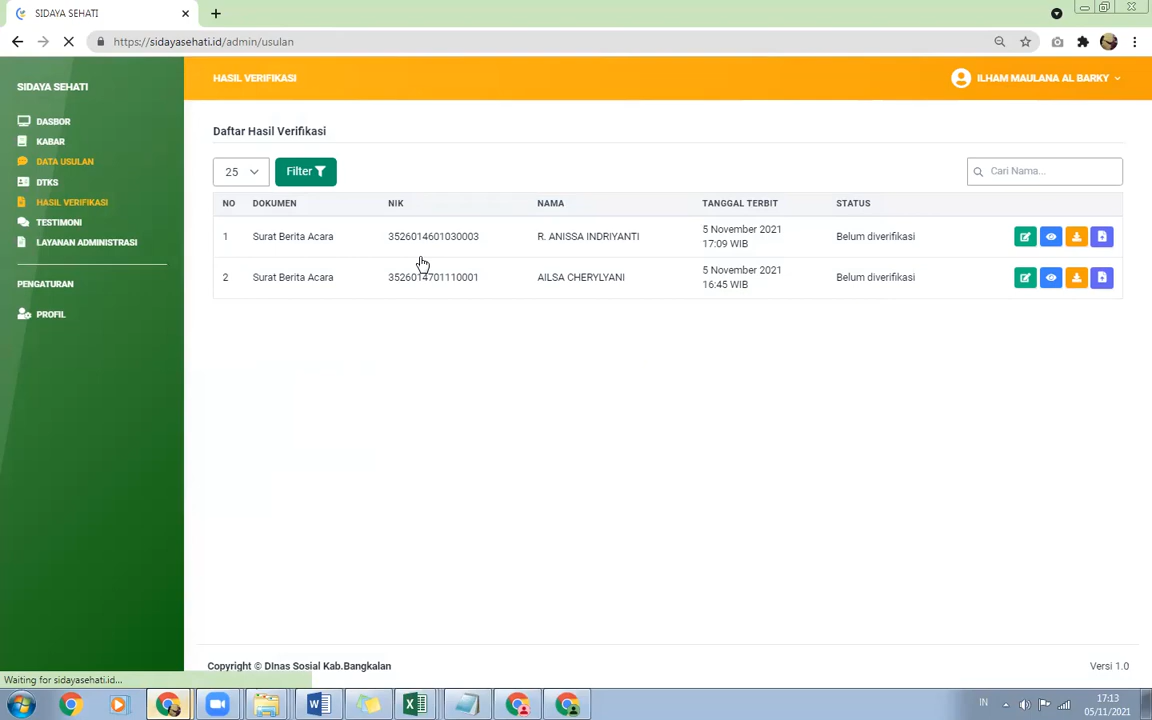 SIDAYA SEHATI
https://sidayasehati.id/admin/usulan
SIDAYA SEHATI
HASIL VERIFIKASI
ILHAM MAULANA AL BARKY
DASBOR
KABAR
DATA USULAN
DTKS
HASIL VERIFIKASI
TESTIMONI
LAYANAN ADMINISTRASI
PENGATURAN
PROFIL
Daftar Hasil Verifikasi
25
Filter
Cari Nama...
NO DOKUMEN NIK NAMA TANGGAL TERBIT STATUS
1 Surat Berita Acara 3526014601030003 R. ANISSA INDRIYANTI 5 November 2021 17:09 WIB Belum diverifikasi
2 Surat Berita Acara 3526014701110001 AILSA CHERYLYANI 5 November 2021 16:45 WIB Belum diverifikasi
Copyright © DInas Sosial Kab.Bangkalan
Versi 1.0
Waiting for sidayasehati.id...
IN
17:13
05/11/2021